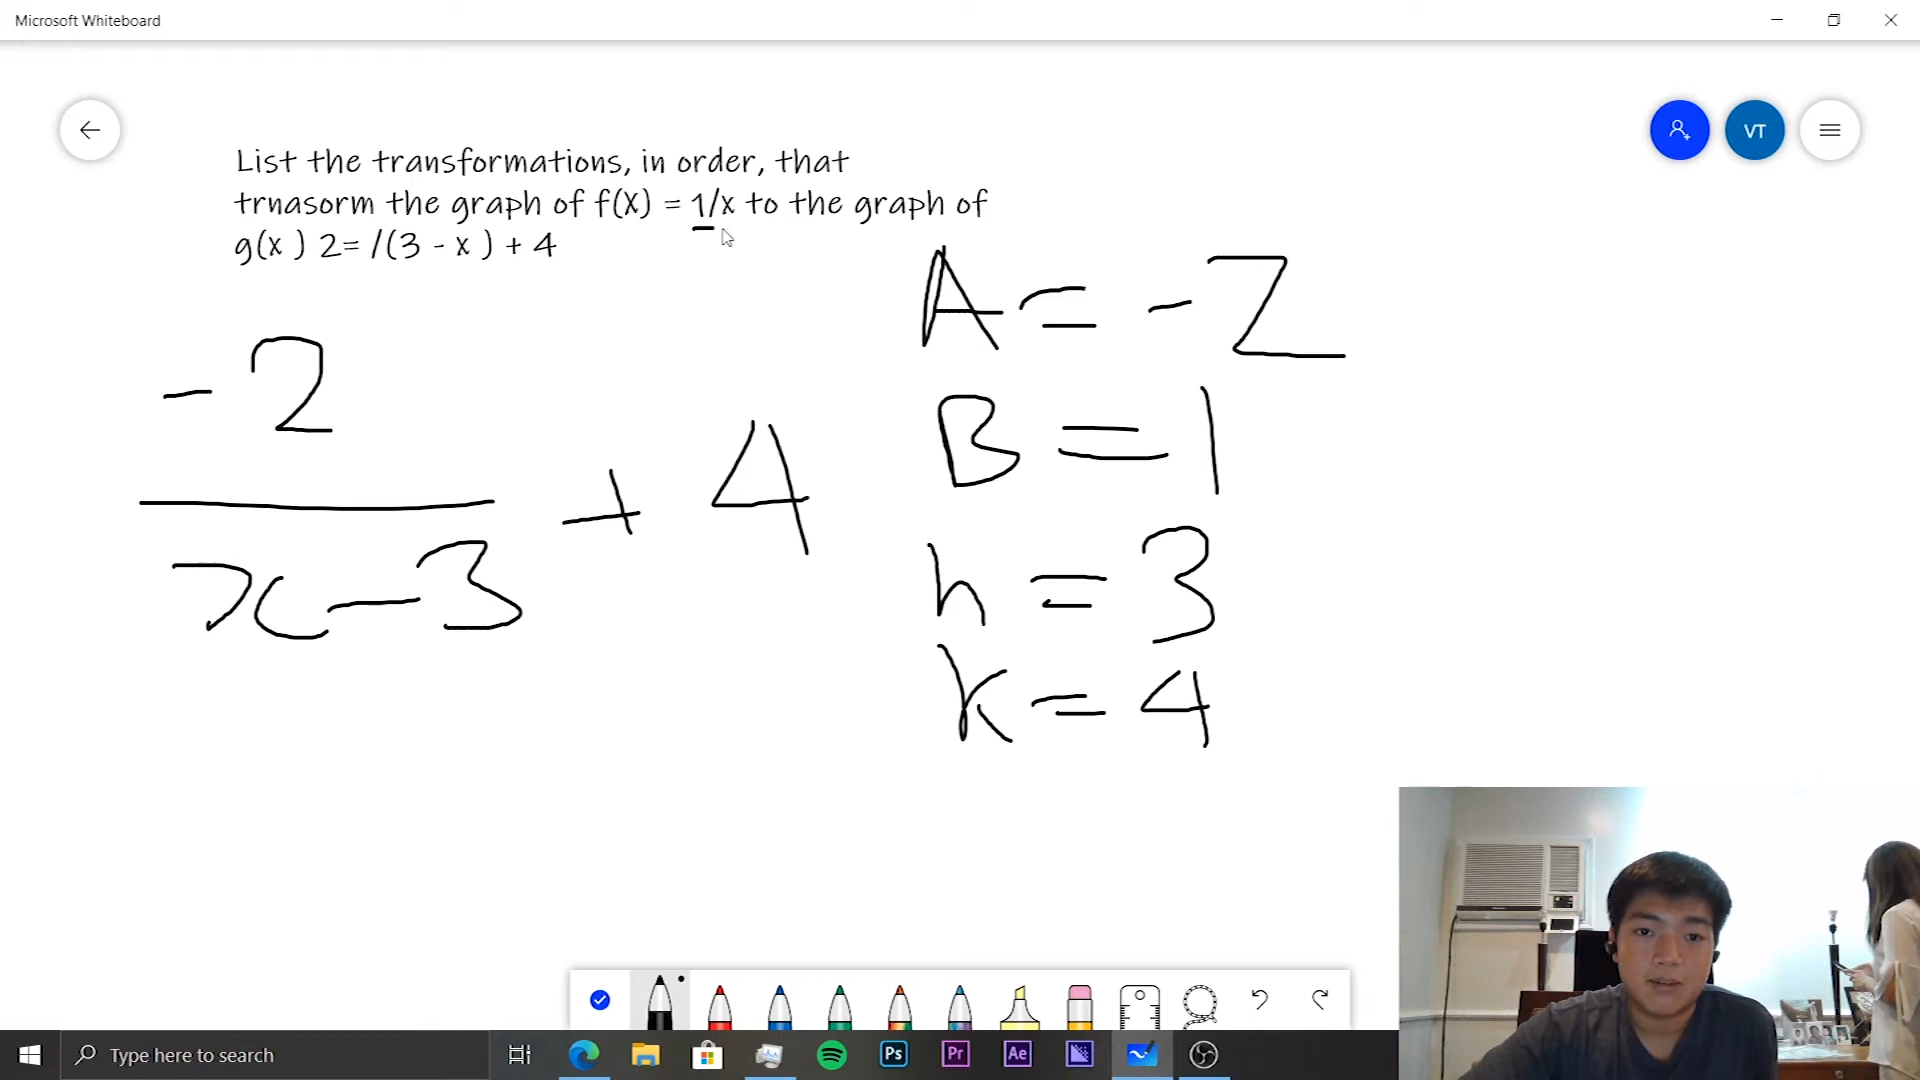 Microsoft Whiteboard
VT
List the transformations, in order, that
trnasorm the graph of f(X) = 1/x to the graph of
g(x ) 2= /(3 - x ) + 4
A = -2
-2
B = 1
+ 4
x - 3
h = 3
k = 4
Type here to search
Ps
Pr
Ae